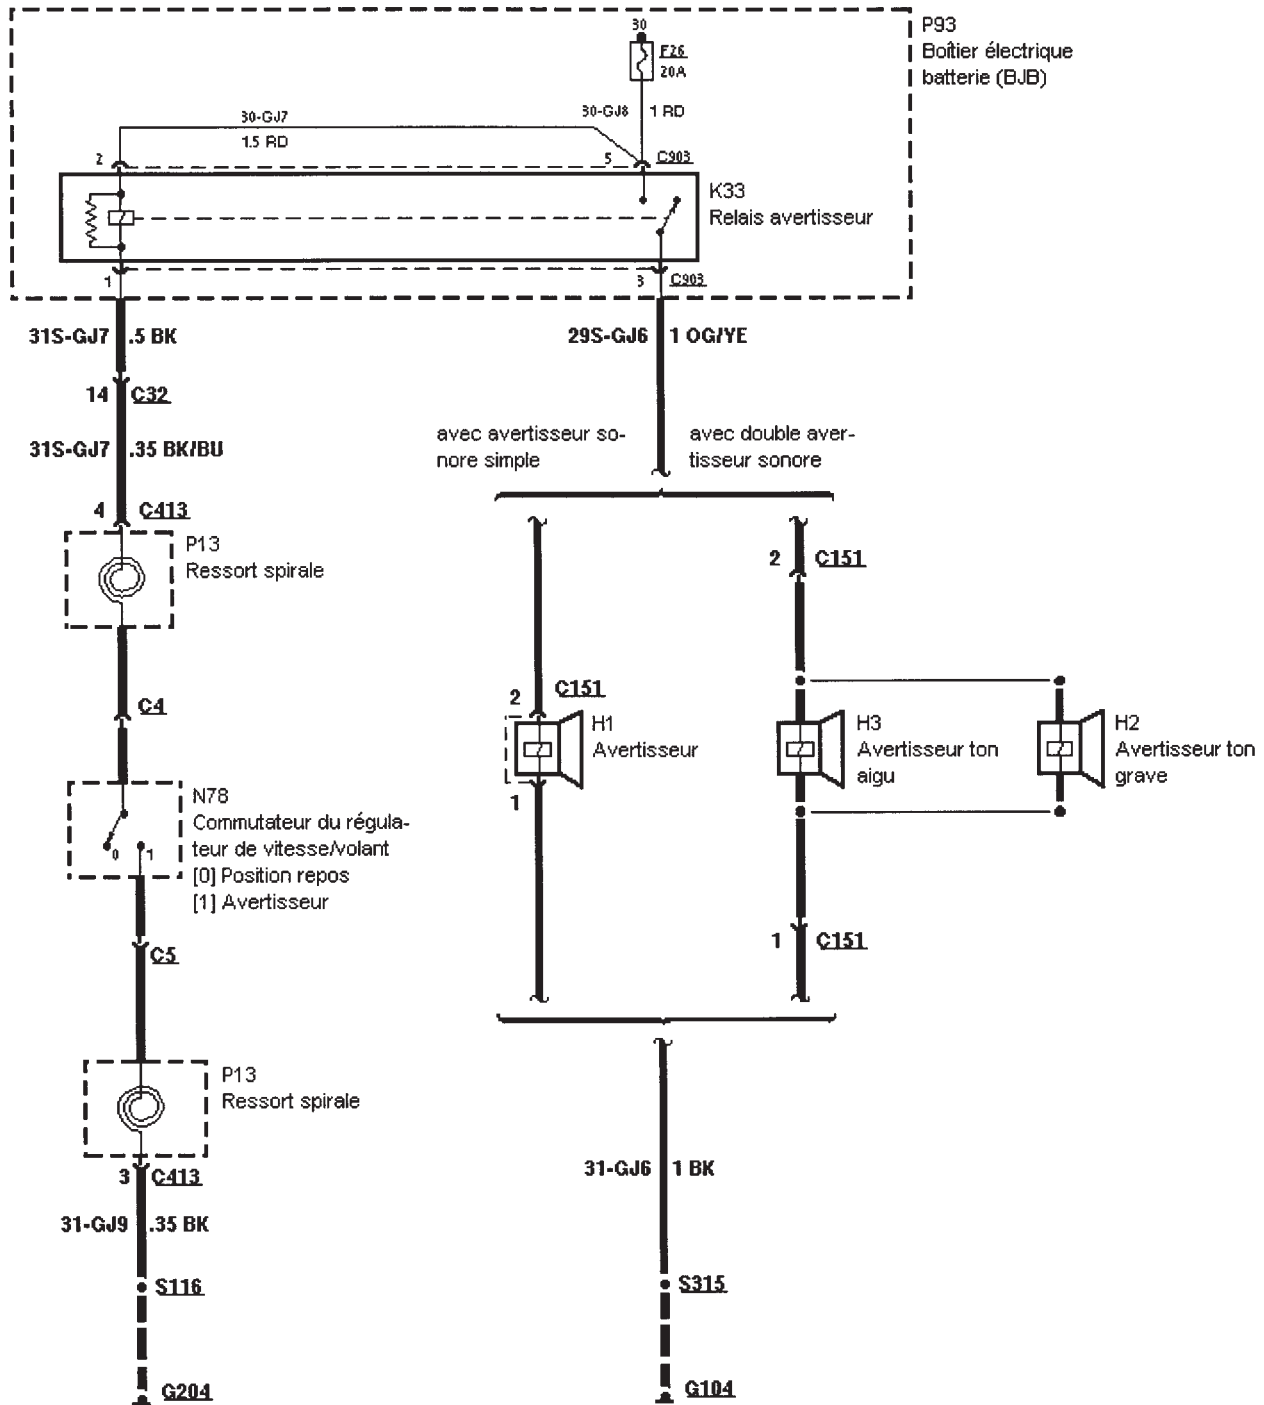 30
P93
Boîtier électrique
batterie (BJB)
F26
20A
30-GJ7
1.5 RD
30-GJ8
1 RD
2
5
C903
K33
Relais avertisseur
1
3
C903
31S-GJ7
.5 BK
29S-GJ6
1 OG/YE
14
C32
31S-GJ7
.35 BK/BU
avec avertisseur so-
nore simple
avec double aver-
tisseur sonore
4
C413
P13
Ressort spirale
2
C151
C4
2
C151
H1
Avertisseur
1
H3
Avertisseur ton
aigu
H2
Avertisseur ton
grave
N78
Commutateur du régula-
teur de vitesse/volant
[0] Position repos
[1] Avertisseur
0
1
C5
1
C151
P13
Ressort spirale
3
C413
31-GJ9
.35 BK
31-GJ6
1 BK
S116
S315
G204
G104